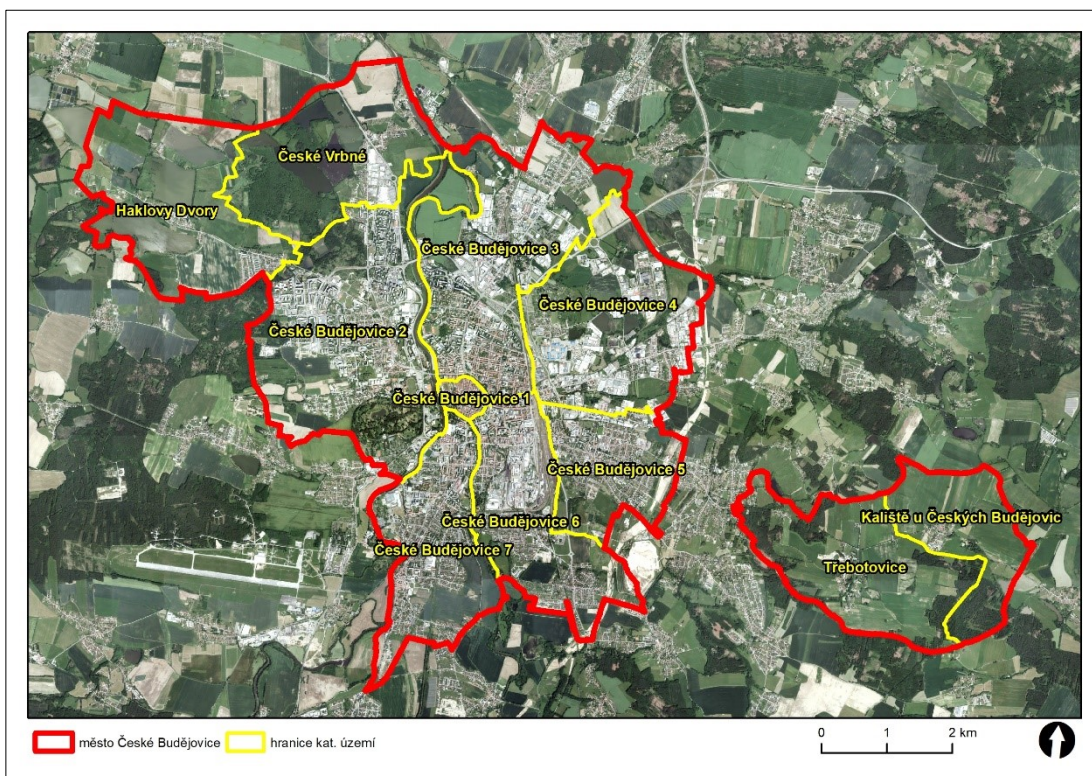 České Vrbné
Haklovy Dvory
České Budějovice 3
České Budějovice 4
České Budějovice 2
České Budějovice 1
České Budějovice 5
České Budějovice 6
České Budějovice 7
Kaliště u Českých Budějovic
Třebotovice
město České Budějovice
hranice kat. území
0 1 2 km